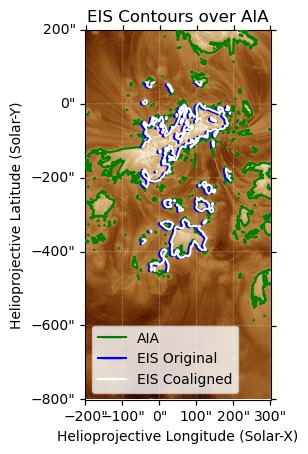 EIS Contours over AIA
200"
0"
−200"
−400"
−600"
−800"
Helioprojective Latitude (Solar-Y)
AIA
EIS Original
EIS Coaligned
−200"−100" 0" 100" 200" 300"
Helioprojective Longitude (Solar-X)